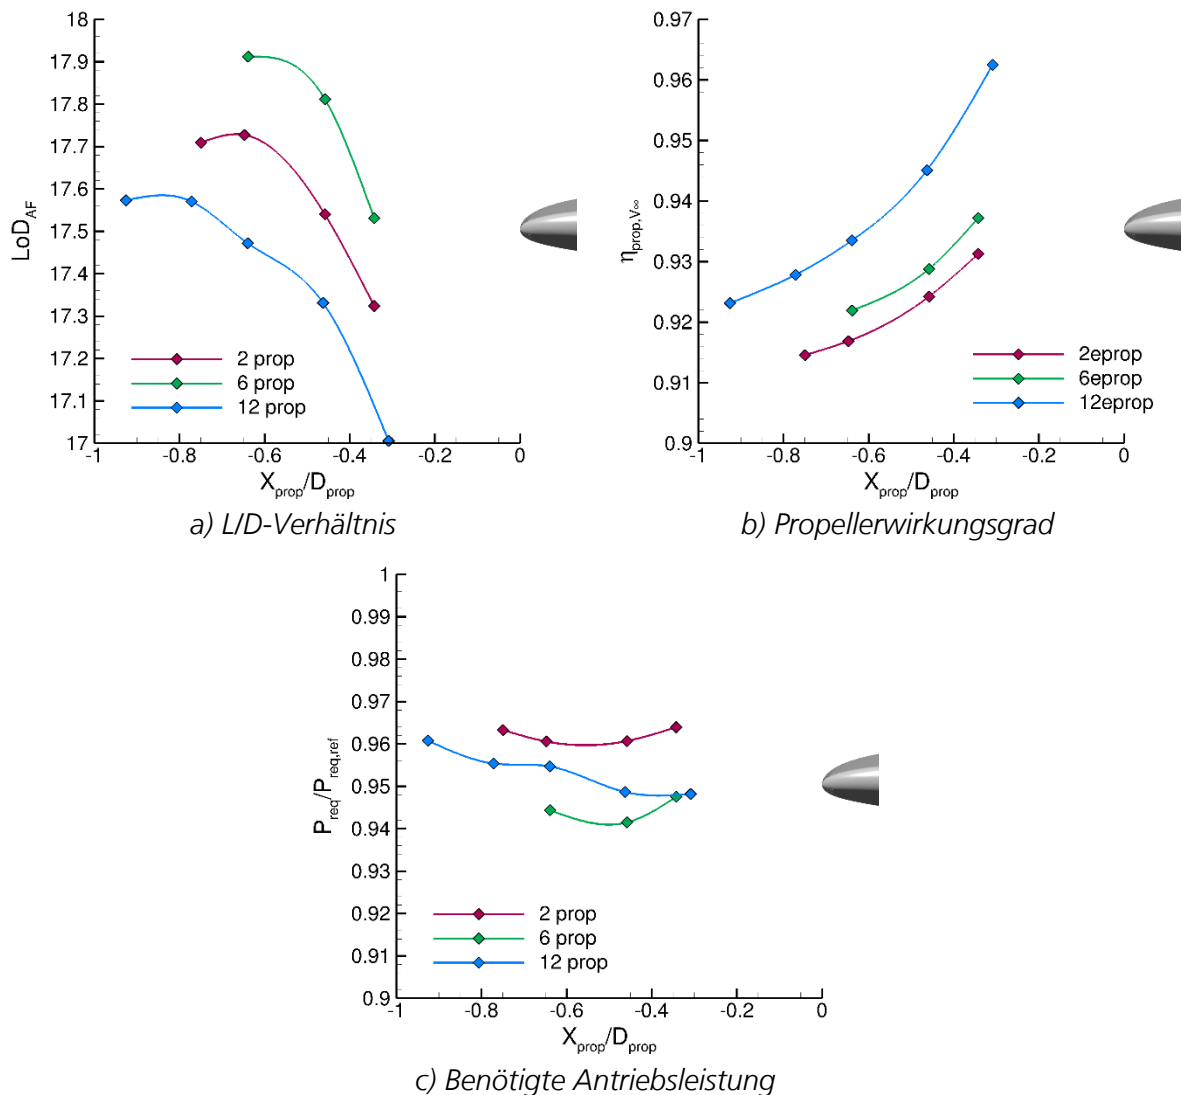 18
17.9
17.8
17.7
17.6
17.5
17.4
17.3
17.2
17.1
17
LoD_AF
2 prop
6 prop
12 prop
-1 -0.8 -0.6 -0.4 -0.2 0
X_prop/D_prop
a) L/D-Verhältnis
0.97
0.96
0.95
0.94
0.93
0.92
0.91
0.9
η_prop,V∞
2eprop
6eprop
12eprop
-1 -0.8 -0.6 -0.4 -0.2 0
X_prop/D_prop
b) Propellerwirkungsgrad
1
0.99
0.98
0.97
0.96
0.95
0.94
0.93
0.92
0.91
0.9
P_req/P_req,ref
2 prop
6 prop
12 prop
-1 -0.8 -0.6 -0.4 -0.2 0
X_prop/D_prop
c) Benötigte Antriebsleistung